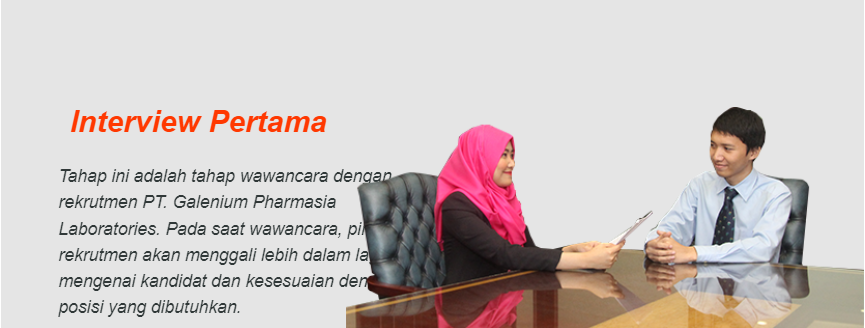 Interview Pertama
Tahap ini adalah tahap wawancara dengan
rekrutmen PT. Galenium Pharmasia
Laboratories. Pada saat wawancara,
rekrutmen akan menggali lebih dalam
mengenai kandidat dan kesesuaian
posisi yang dibutuhkan.